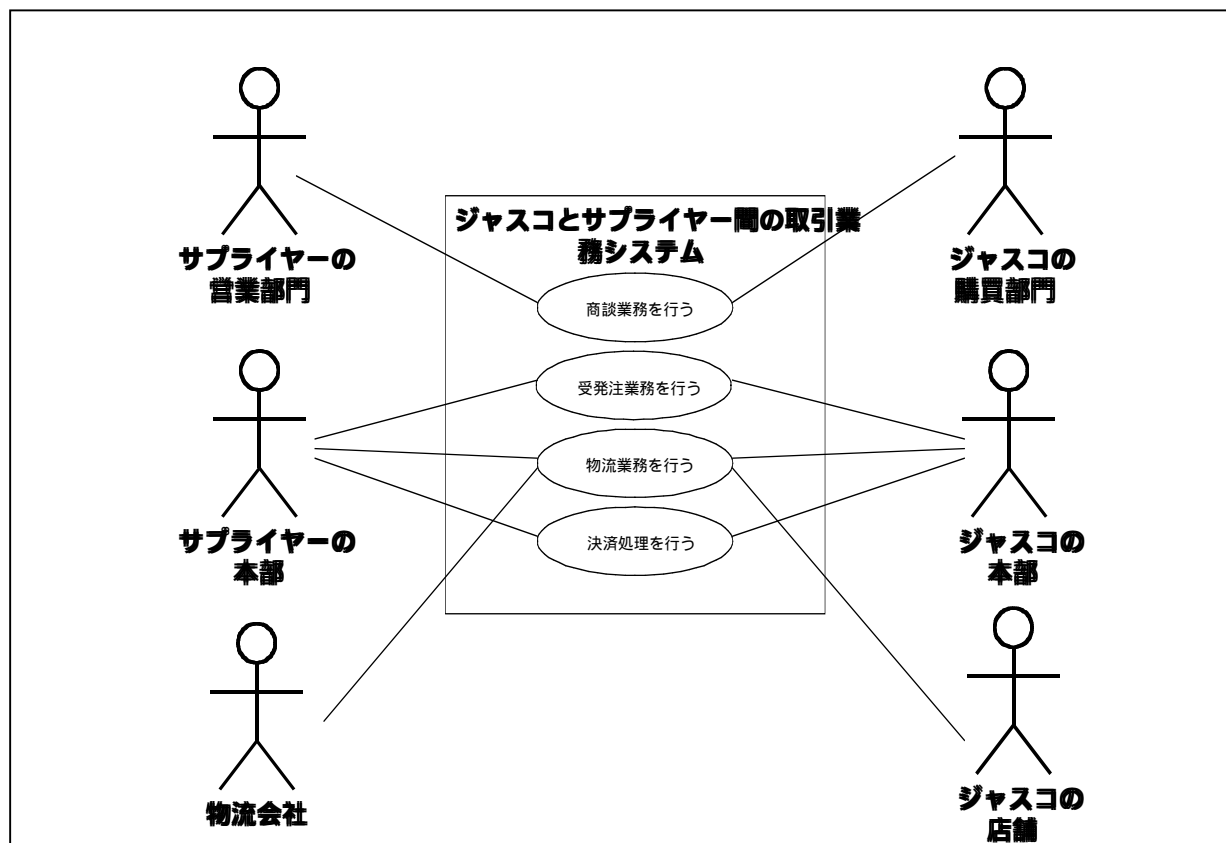 ジャスコとサプライヤー間の取引業
務システム
サプライヤーの
営業部門
ジャスコの
購買部門
商談業務を行う
受発注業務を行う
物流業務を行う
決済処理を行う
サプライヤーの
本部
ジャスコの
本部
物流会社
ジャスコの
店舗